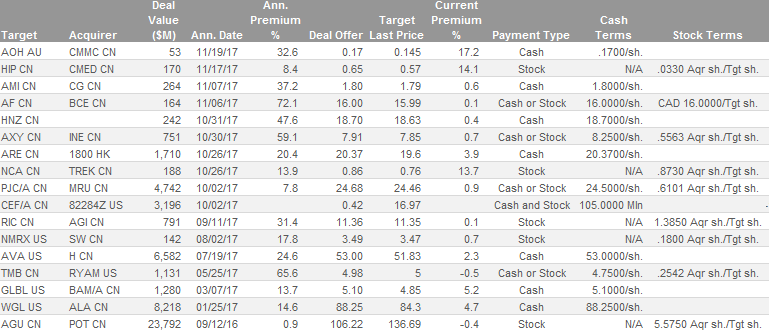 Deal Ann. Current
Value Premium Target Premium Cash
Target Acquirer ($M) Ann. Date % Deal Offer Last Price % Payment Type Terms Stock Terms
AOH AU CMMC CN 53 11/19/17 32.6 0.17 0.145 17.2 Cash .1700/sh.
HIP CN CMED CN 170 11/17/17 8.4 0.65 0.57 14.1 Stock N/A .0330 Aqr sh./Tgt sh.
AMI CN CG CN 264 11/07/17 37.2 1.80 1.79 0.6 Cash 1.8000/sh.
AF CN BCE CN 164 11/06/17 72.1 16.00 15.99 0.1 Cash or Stock 16.0000/sh. CAD 16.0000/Tgt sh.
HNZ CN 242 10/31/17 47.6 18.70 18.63 0.4 Cash 18.7000/sh.
AXY CN INE CN 751 10/30/17 59.1 7.91 7.85 0.7 Cash or Stock 8.2500/sh. .5563 Aqr sh./Tgt sh.
ARE CN 1800 HK 1,710 10/26/17 20.4 20.37 19.6 3.9 Cash 20.3700/sh.
NCA CN TREK CN 188 10/26/17 13.9 0.86 0.76 13.7 Stock N/A .8730 Aqr sh./Tgt sh.
PJC/A CN MRU CN 4,742 10/02/17 7.8 24.68 24.46 0.9 Cash or Stock 24.5000/sh. .6101 Aqr sh./Tgt sh.
CEF/A CN 82284Z US 3,196 10/02/17 0.42 16.97 Cash and Stock 105.0000 Mln -
RIC CN AGI CN 791 09/11/17 31.4 11.36 11.35 0.1 Stock N/A 1.3850 Aqr sh./Tgt sh.
NMRX US SW CN 142 08/02/17 17.8 3.49 3.47 0.7 Stock N/A .1800 Aqr sh./Tgt sh.
AVA US H CN 6,582 07/19/17 24.6 53.00 51.83 2.3 Cash 53.0000/sh.
TMB CN RYAM US 1,131 05/25/17 65.6 4.98 5 -0.5 Cash or Stock 4.7500/sh. .2542 Aqr sh./Tgt sh.
GLBL US BAM/A CN 1,280 03/07/17 13.7 5.10 4.85 5.2 Cash 5.1000/sh.
WGL US ALA CN 8,218 01/25/17 14.6 88.25 84.3 4.7 Cash 88.2500/sh.
AGU CN POT CN 23,792 09/12/16 0.9 106.22 136.69 -0.4 Stock N/A 5.5750 Aqr sh./Tgt sh.